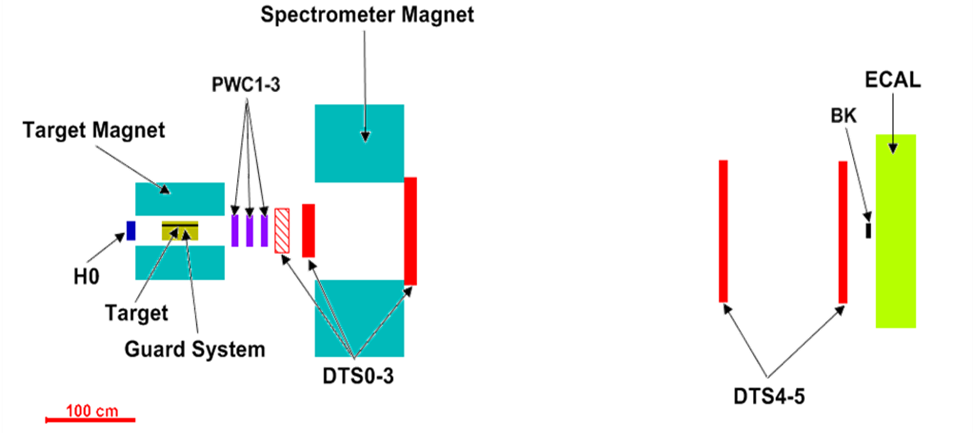 Spectrometer Magnet
PWC1-3
ECAL
BK
Target Magnet
H0
Target
Guard System
DTS0-3
DTS4-5
100 cm